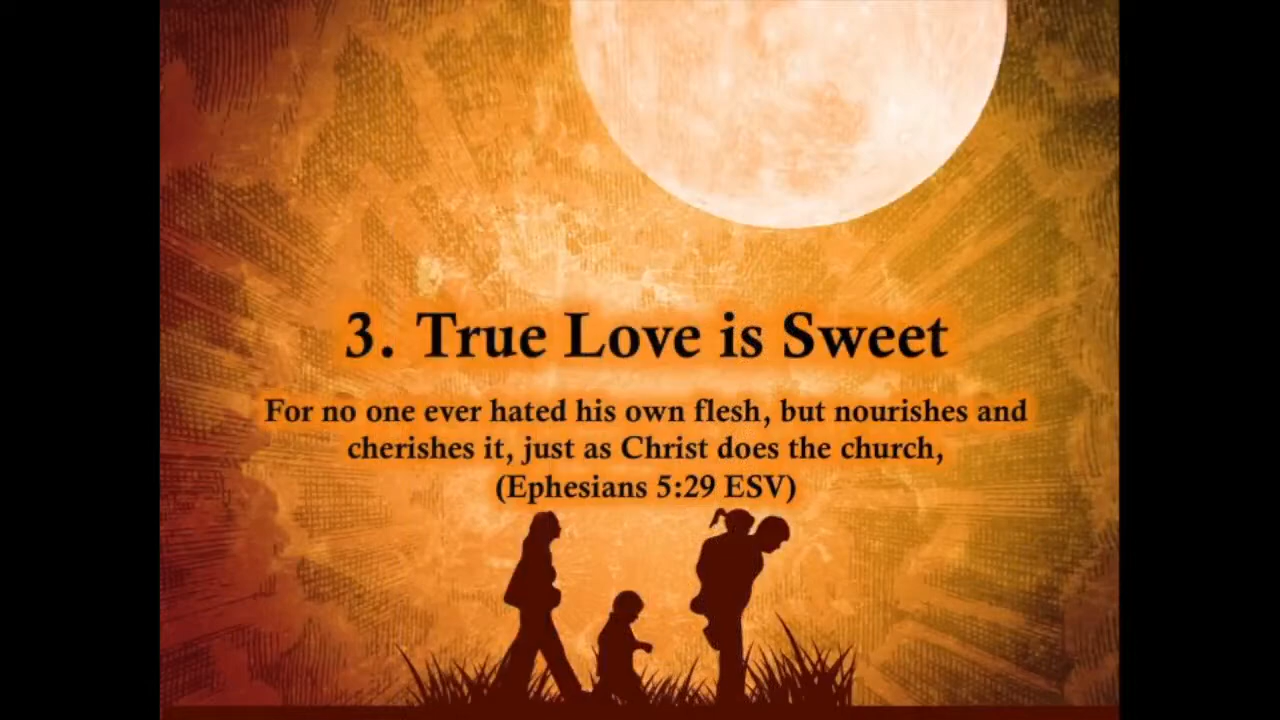 3. True Love is Sweet
For no one ever hated his own flesh, but nourishes and
cherishes it, just as Christ does the church,
(Ephesians 5:29 ESV)